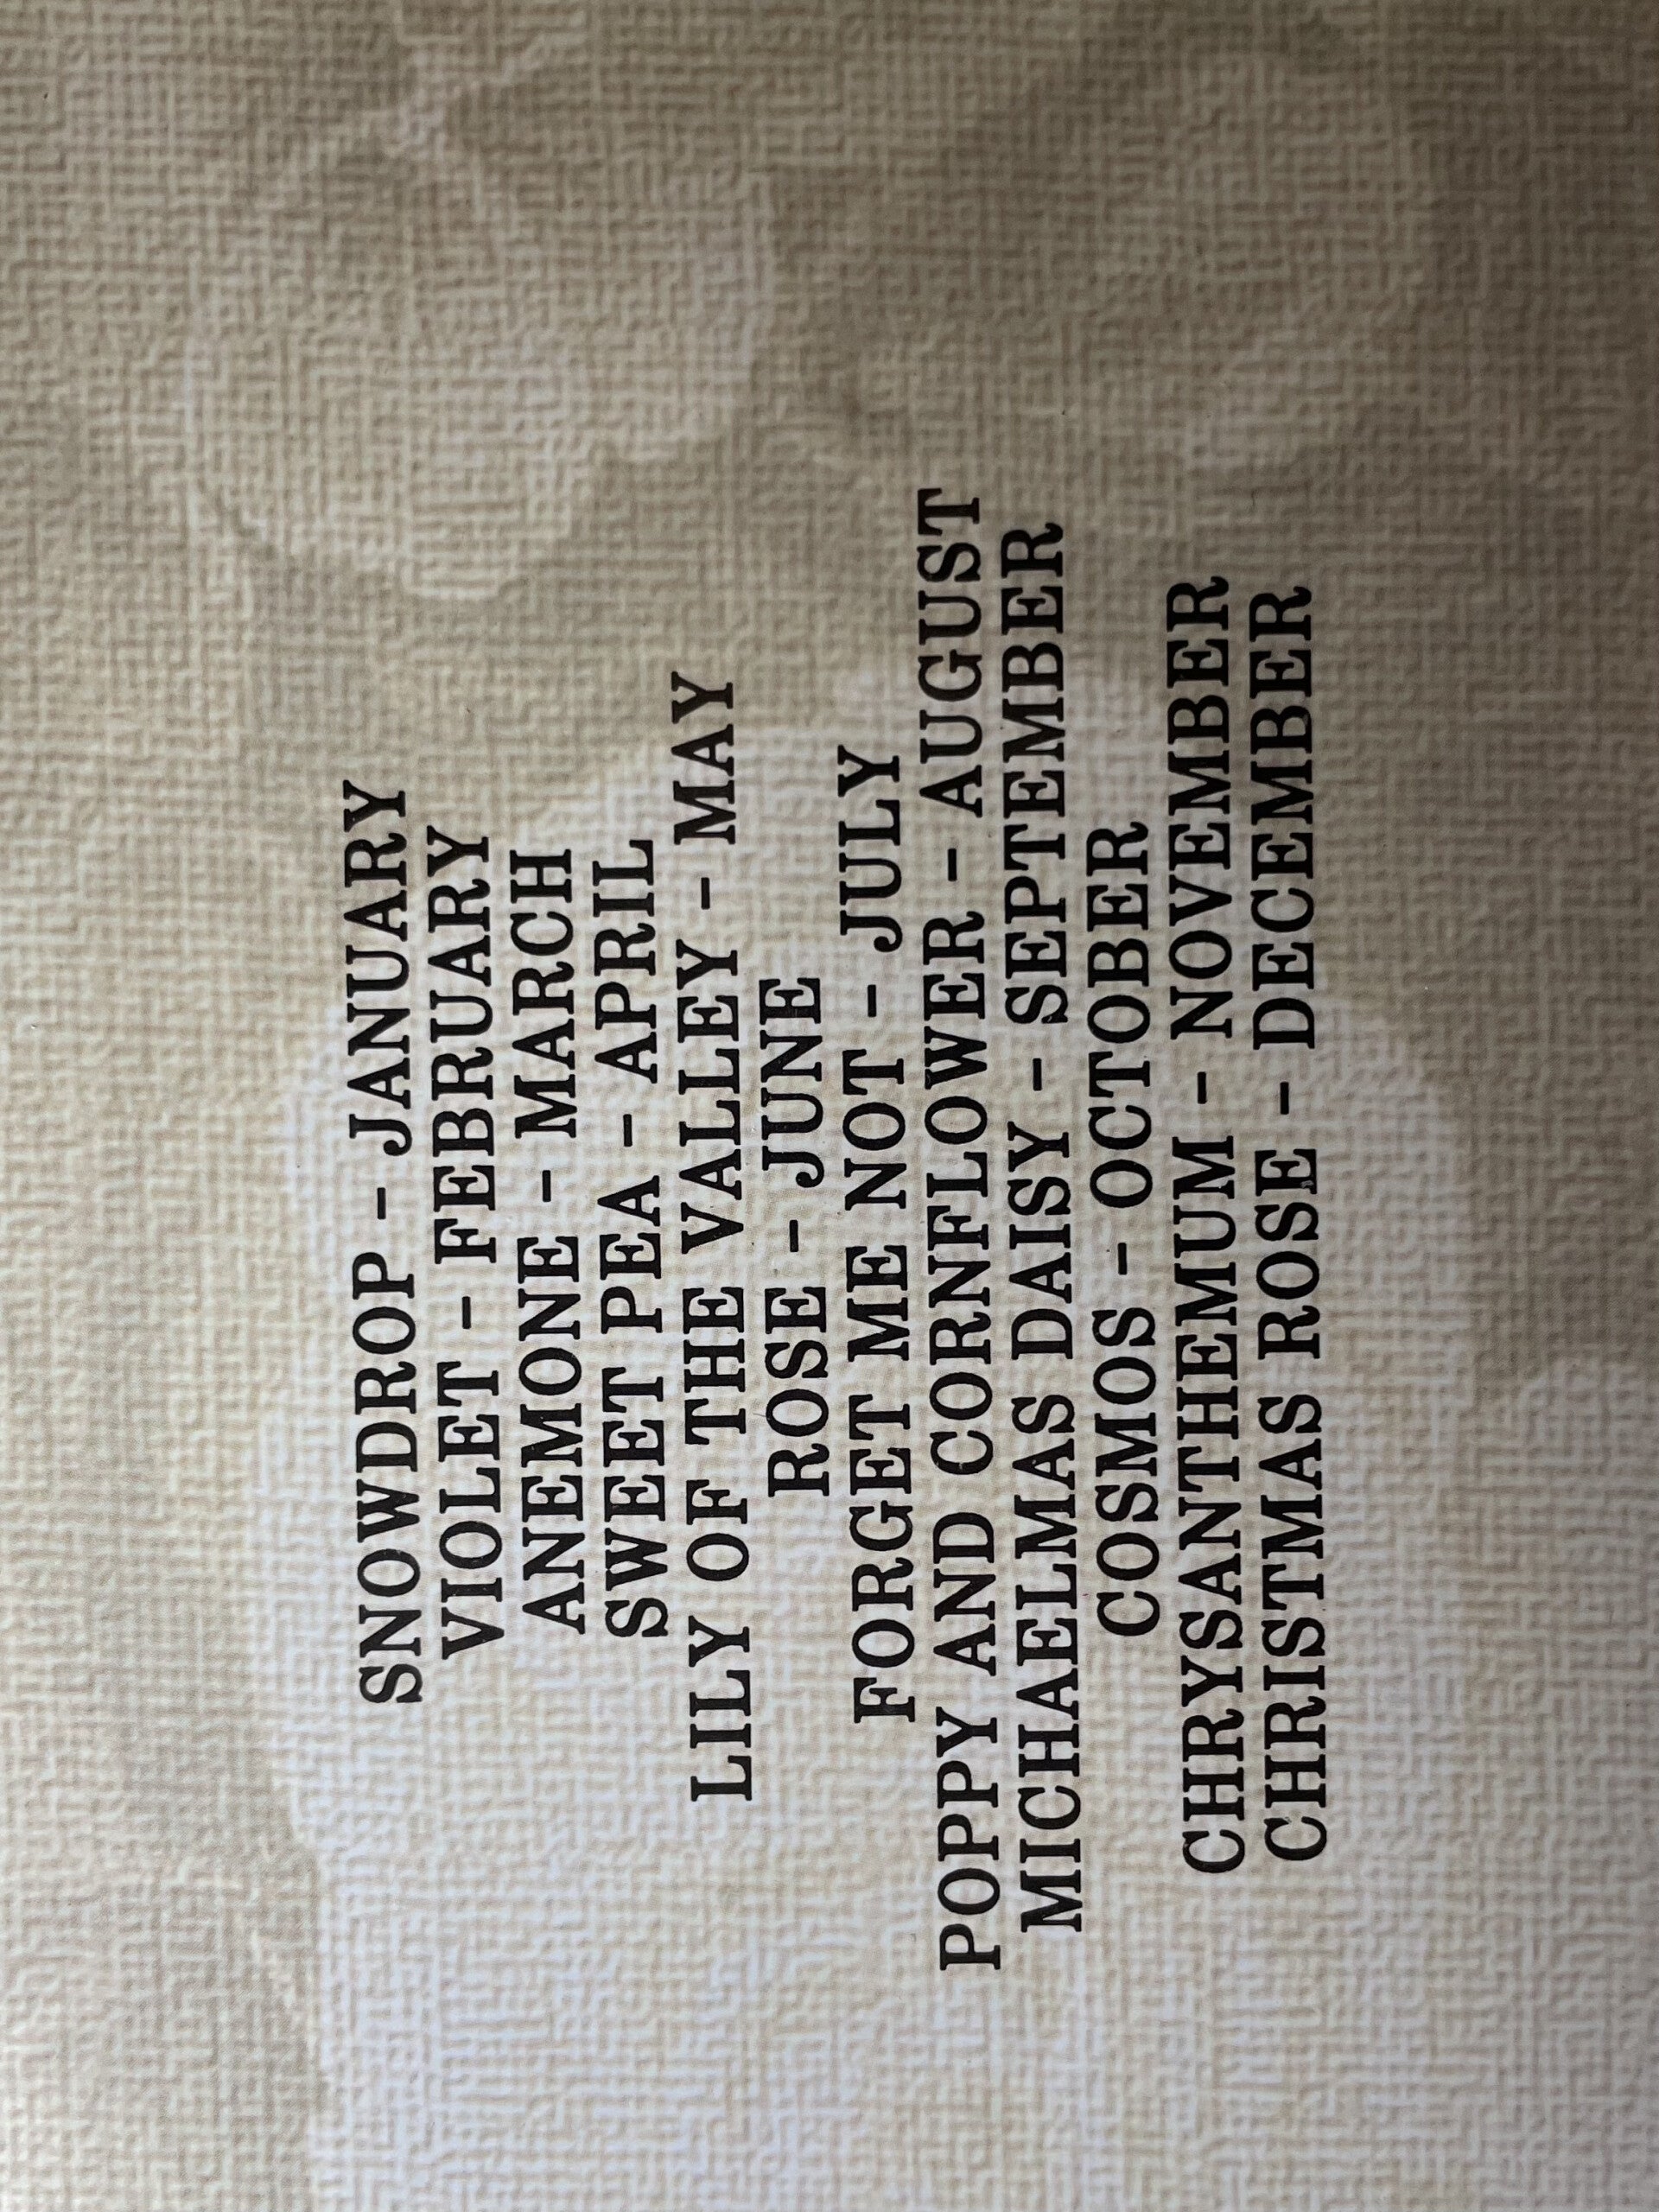 SNOWDROP - JANUARY
VIOLET - FEBRUARY
ANEMONE - MARCH
SWEET PEA - APRIL
LILY OF THE VALLEY - MAY
ROSE - JUNE
FORGET ME NOT - JULY
POPPY AND CORNFLOWER - AUGUST
MICHAELMAS DAISY - SEPTEMBER
COSMOS - OCTOBER
CHRYSANTHEMUM - NOVEMBER
CHRISTMAS ROSE - DECEMBER